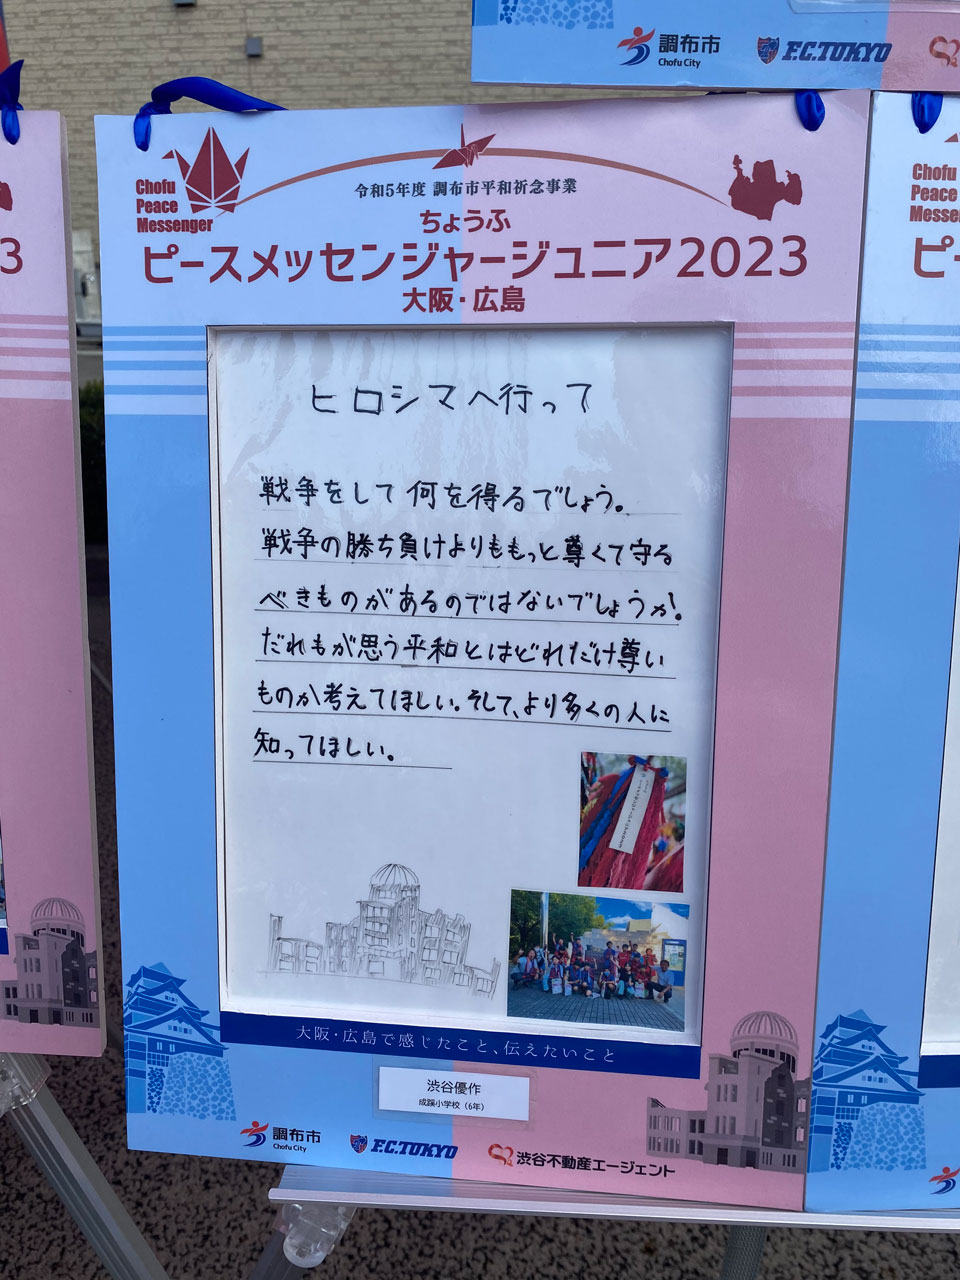 調布市
Chofu City
F.C.TOKYO
Chofu
Peace
Messenger
令和5年度 調布市平和祈念事業
ちょうふ
ピースメッセンジャージュニア2023
大阪・広島
ヒロシマへ行って
戦争をして何を得るでしょう。
戦争の勝ち負けよりももっと尊くて守る
べきものがあるのではないでしょうか。
だれもが思う平和とはどれだけ尊い
ものか考えてほしい。そして、より多くの人に
知ってほしい。
大阪・広島で感じたこと、伝えたいこと
渋谷優作
成蹊小学校（6年）
調布市
Chofu City
F.C.TOKYO
渋谷不動産エージェント
3
Chofu
Peace
Messe
ピー